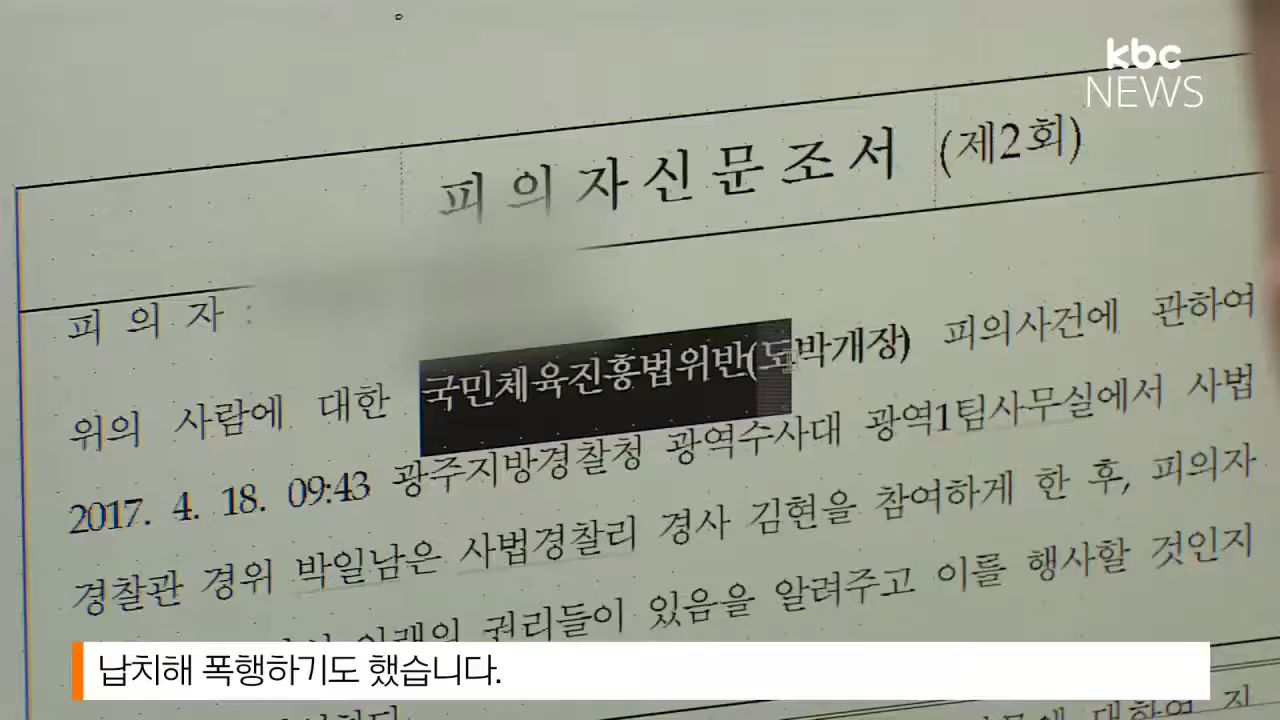 kbc
NEWS
피의자신문조서 (제2회)
피 의 자 :
위의 사람에 대한 국민체육진흥법위반(도박개장) 피의사건에 관하여
2017. 4. 18. 09:43 광주지방경찰청 광역수사대 광역1팀사무실에서 사법
경찰관 경위 박일남은 사법경찰리 경사 김현을 참여하게 한 후, 피의자
아래의 권리들이 있음을 알려주고 이를 행사할 것인지
납치해 폭행하기도 했습니다.